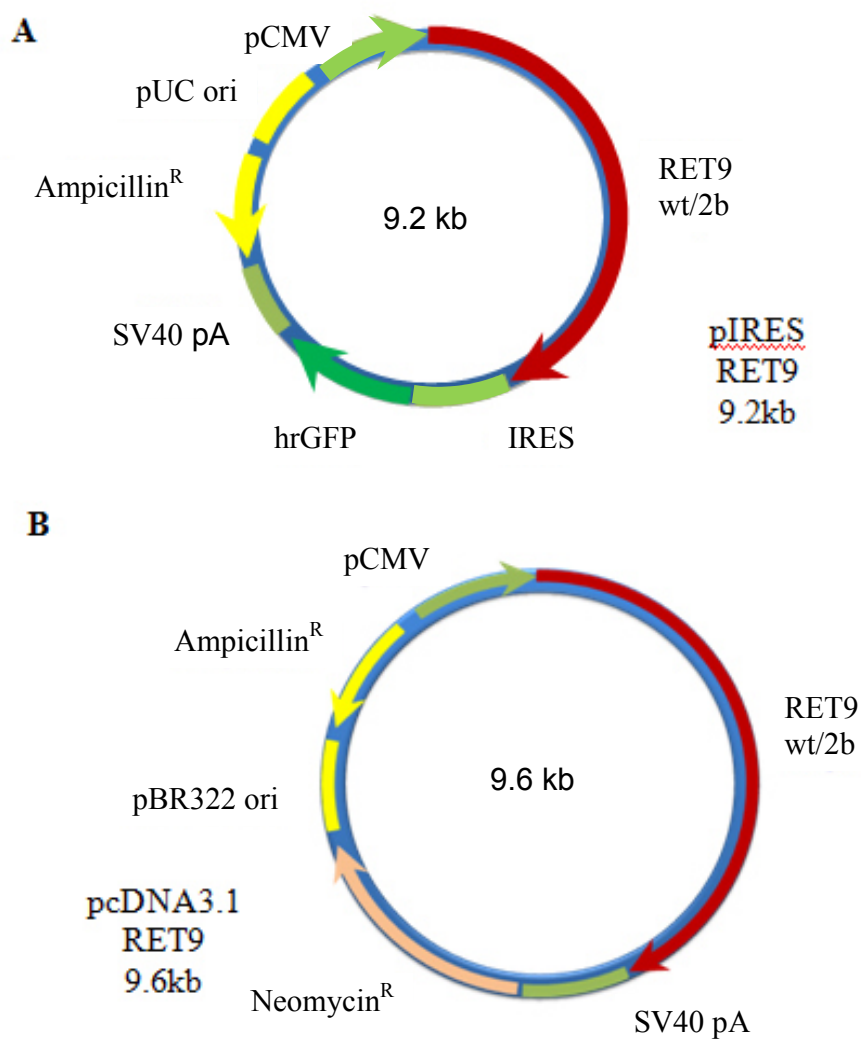 A
pCMV
pUC ori
Ampicillin^R
RET9
wt/2b
9.2 kb
SV40 pA
pIRES
RET9
9.2kb
hrGFP
IRES
B
pCMV
Ampicillin^R
RET9
wt/2b
9.6 kb
pBR322 ori
pcDNA3.1
RET9
9.6kb
Neomycin^R
SV40 pA